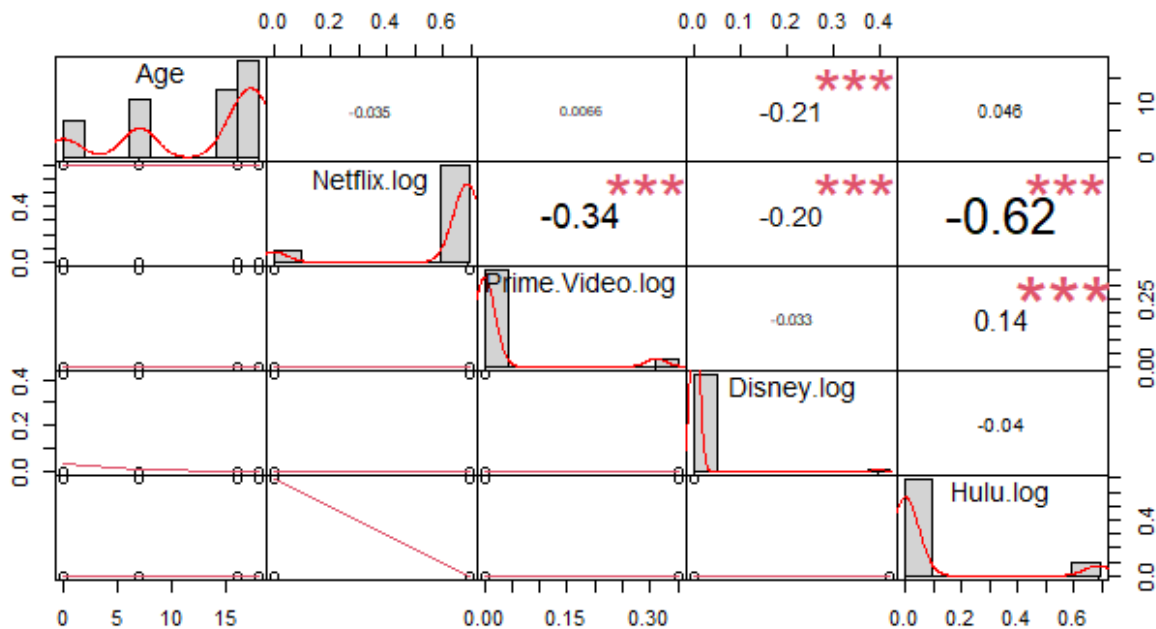 0.0 0.2 0.4 0.6 0.0 0.1 0.2 0.3 0.4
Age -0.035 0.0066 -0.21 *** 0.046 0 10
0.0 0.4 Netflix.log -0.34 *** -0.20 *** -0.62 ***
Prime.Video.log -0.033 0.14 *** 0.00 0.25
0.0 0.2 0.4 Disney.log -0.04
Hulu.log 0.0 0.4
0 5 10 15 0.00 0.15 0.30 0.0 0.2 0.4 0.6